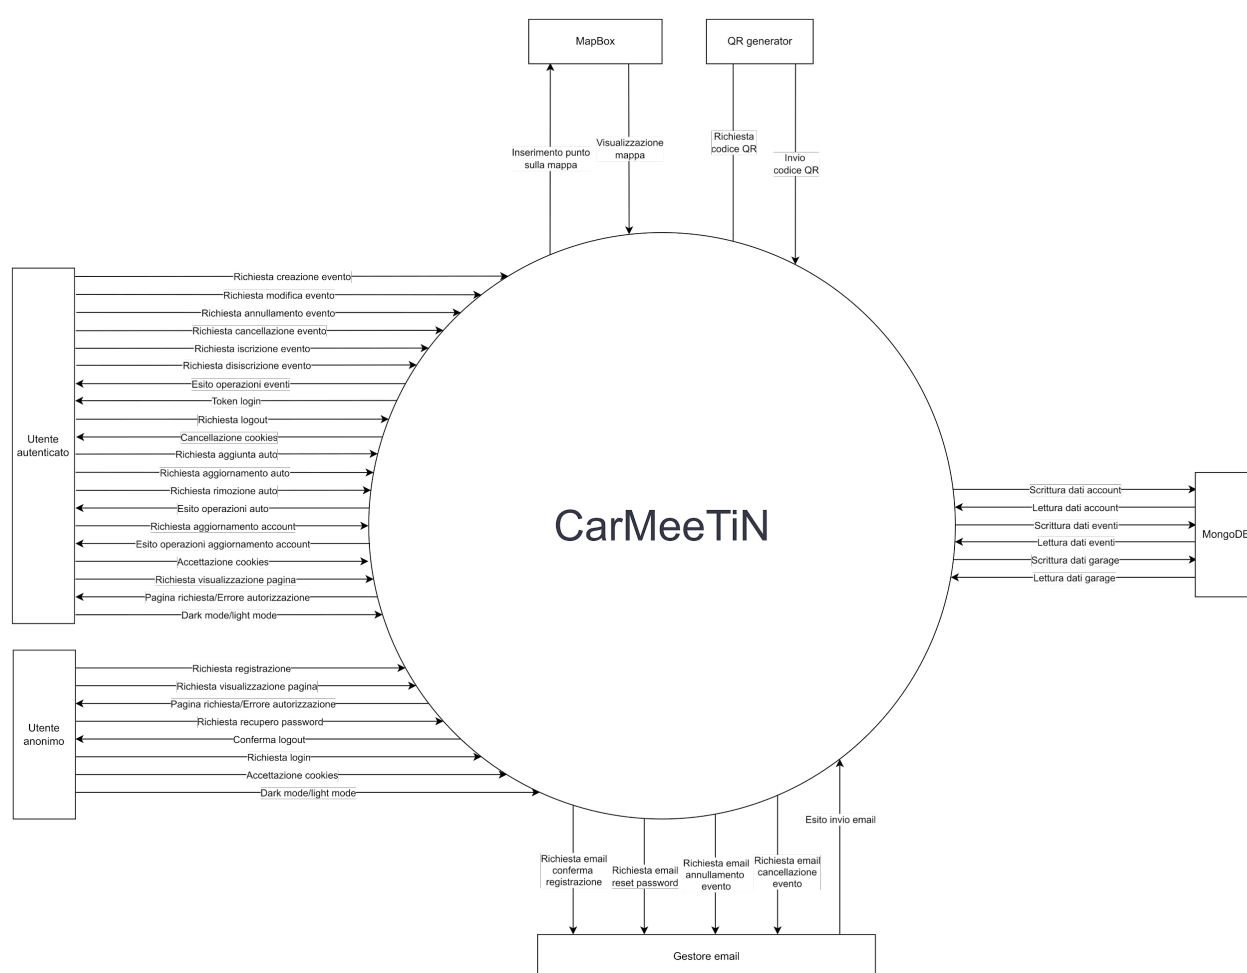 MapBox
QR generator
Richiesta
codice QR
Visualizzazione
mappa
Inserimento punto
sulla mappa
Invio
codice QR
Richiesta creazione evento
Richiesta modifica evento
Richiesta annullamento evento
Richiesta cancellazione evento
Richiesta iscrizione evento
Richiesta disiscrizione evento
Esito operazioni eventi
Token login
Richiesta logout
Cancellazione cookies
Richiesta aggiunta auto
Richiesta aggiornamento auto
Richiesta rimozione auto
Esito operazioni auto
Richiesta aggiornamento account
Esito operazioni aggiornamento account
Accettazione cookies
Richiesta visualizzazione pagina
Pagina richiesta/Errore autorizzazione
Dark mode/light mode
Utente
autenticato
CarMeeTiN
Scrittura dati account
Lettura dati account
Scrittura dati eventi
Lettura dati eventi
Scrittura dati garage
Lettura dati garage
MongoDB
Richiesta registrazione
Richiesta visualizzazione pagina
Pagina richiesta/Errore autorizzazione
Richiesta recupero password
Conferma logout
Richiesta login
Accettazione cookies
Dark mode/light mode
Utente
anonimo
Esito invio email
Richiesta email
conferma
registrazione
Richiesta email
reset password
Richiesta email
annullamento
evento
Richiesta email
cancellazione
evento
Gestore email